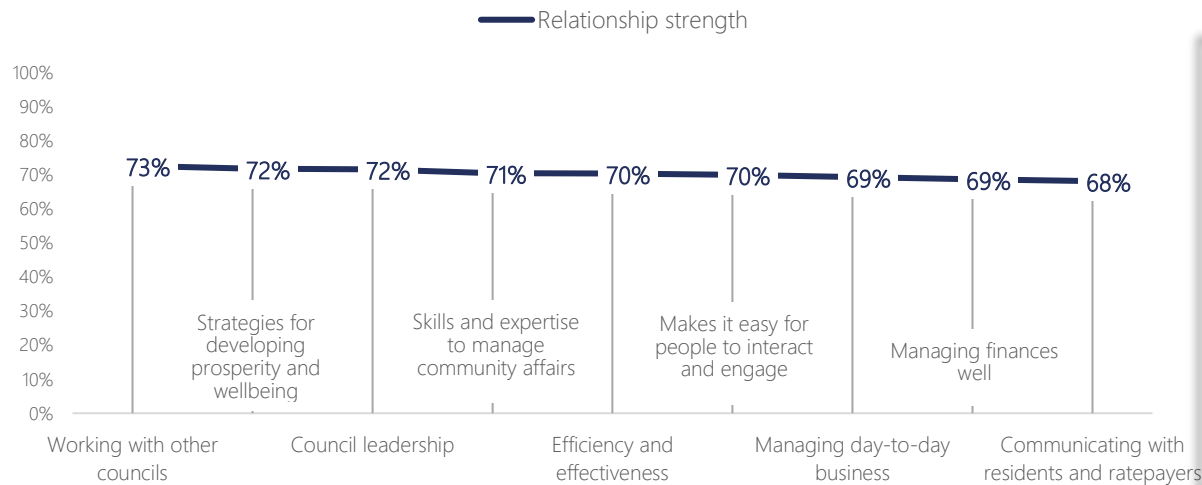 Relationship strength
100%
90%
80%
70%
60%
50%
40%
30%
20%
10%
0%
73%
72%
72%
71%
70%
70%
69%
69%
68%
Strategies for
developing
prosperity and
wellbeing
Skills and expertise
to manage
community affairs
Makes it easy for
people to interact
and engage
Managing finances
well
Working with other
councils
Council leadership
Efficiency and
effectiveness
Managing day-to-day
business
Communicating with
residents and ratepayers